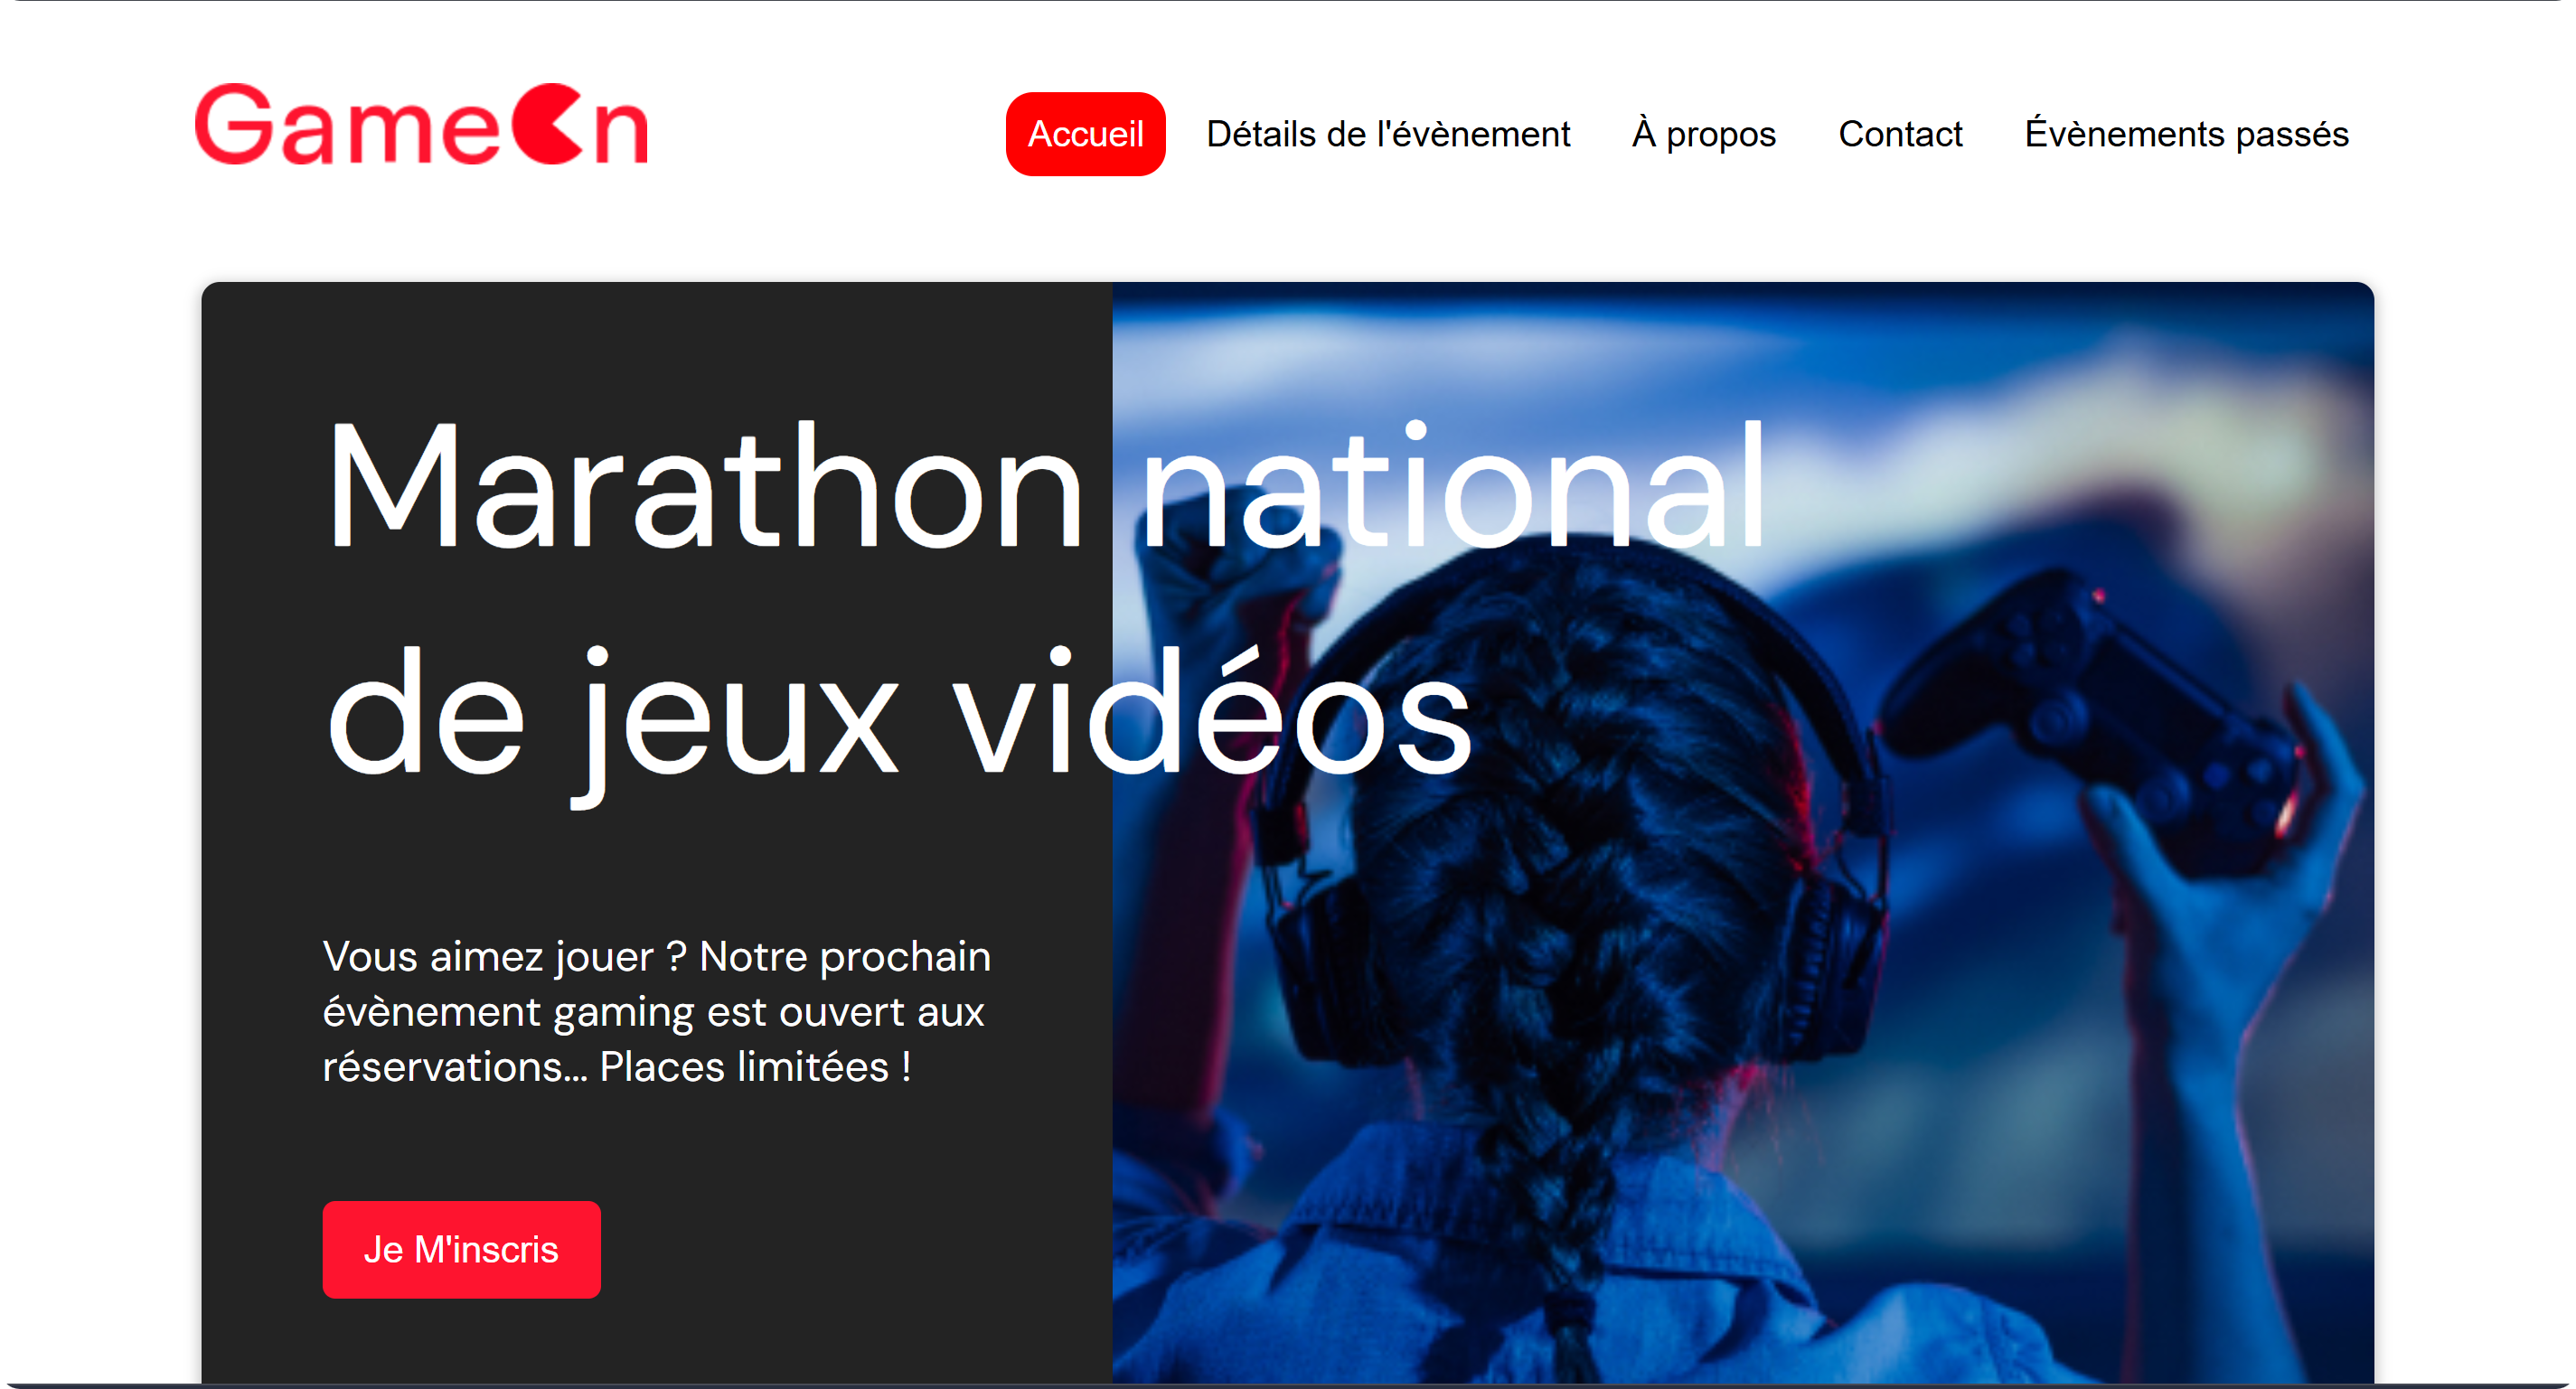 GameOn
Accueil
Détails de l'évènement
À propos
Contact
Évènements passés
Marathon national
de jeux vidéos
Vous aimez jouer ? Notre prochain
évènement gaming est ouvert aux
réservations... Places limitées !
Je M'inscris